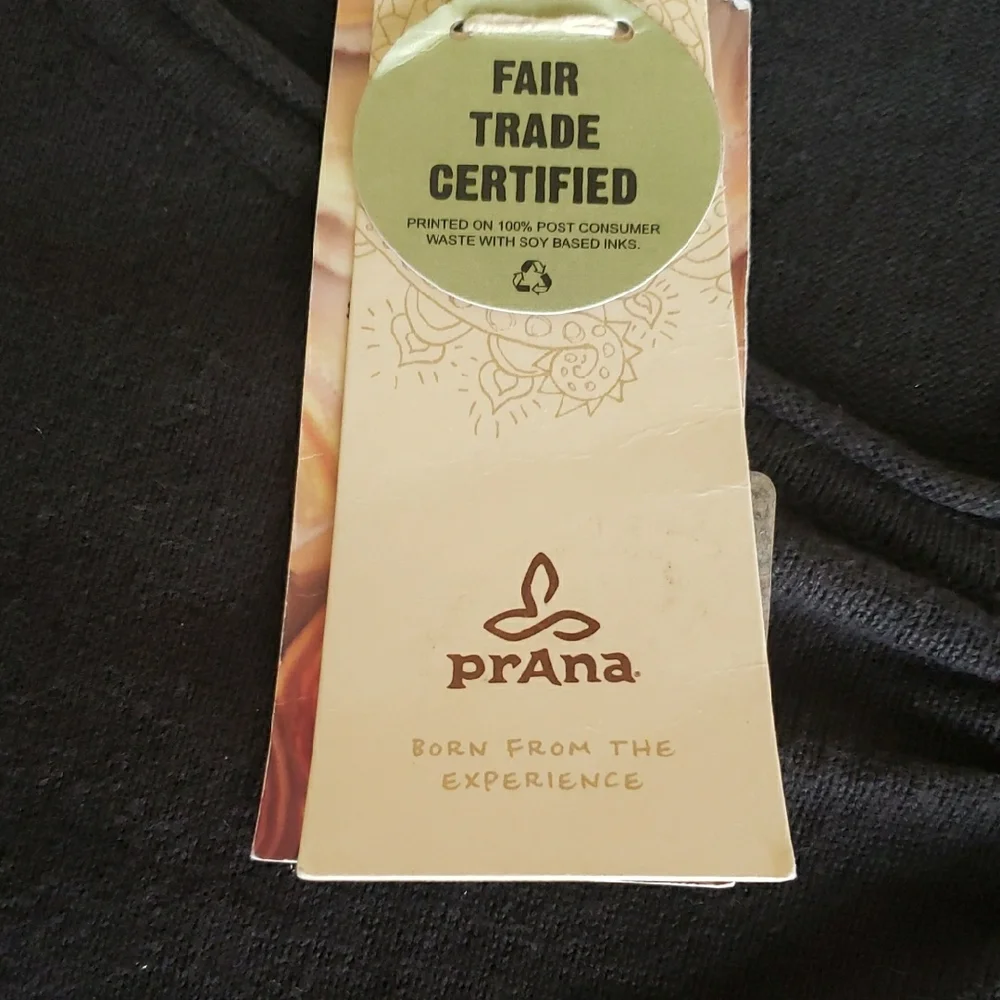 FAIR
TRADE
CERTIFIED
PRINTED ON 100% POST CONSUMER
WASTE WITH SOY BASED INKS.
prAna
BORN FROM THE
EXPERIENCE